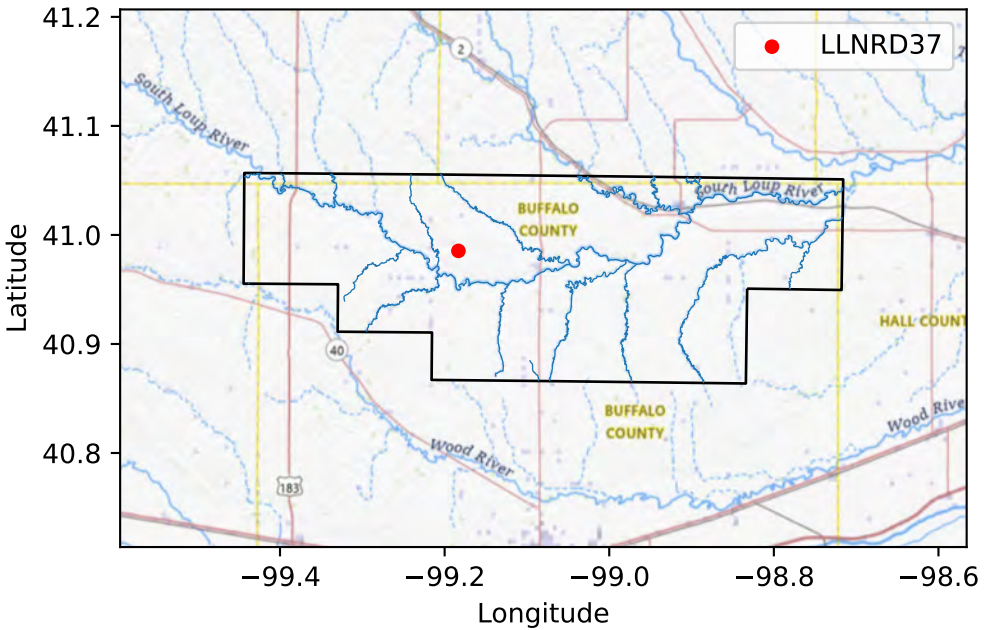 41.2
41.1
41.0
40.9
40.8
Latitude
LLNRD37
2
South Loup River
South Loup River
BUFFALO
COUNTY
HALL COUNT
40
BUFFALO
COUNTY
Wood River
Wood Rive
183
−99.4
−99.2
−99.0
−98.8
−98.6
Longitude